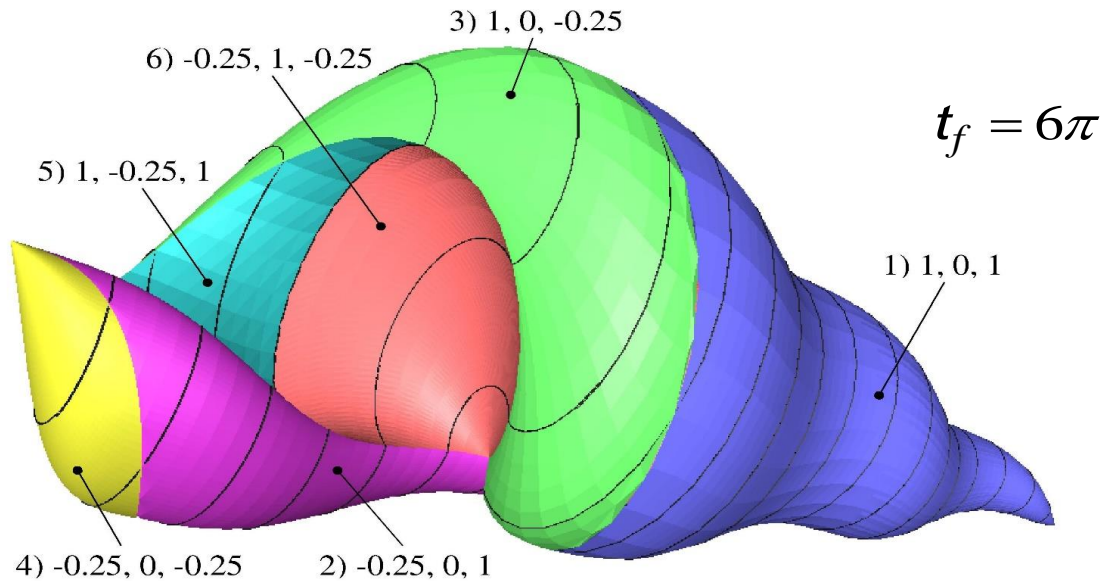 3) 1, 0, -0.25
6) -0.25, 1, -0.25
t_f = 6π
5) 1, -0.25, 1
1) 1, 0, 1
4) -0.25, 0, -0.25
2) -0.25, 0, 1